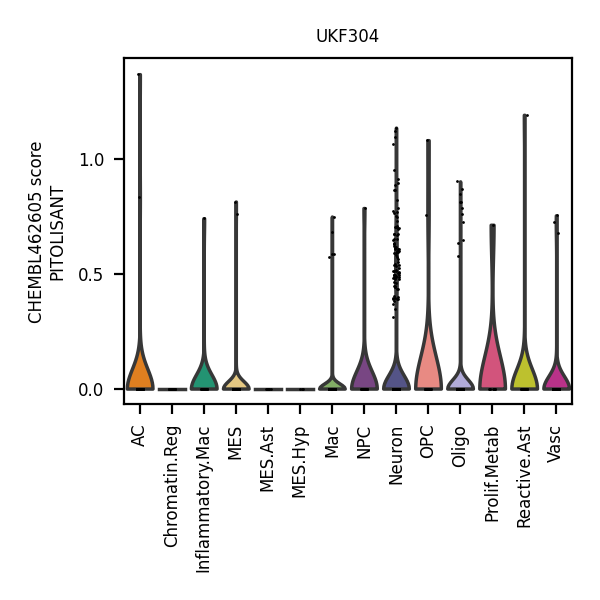 UKF304
CHEMBL462605 score
PITOLISANT
1.0
0.5
0.0
AC
Chromatin.Reg
Inflammatory.Mac
MES
MES.Ast
MES.Hyp
Mac
NPC
Neuron
OPC
Oligo
Prolif.Metab
Reactive.Ast
Vasc